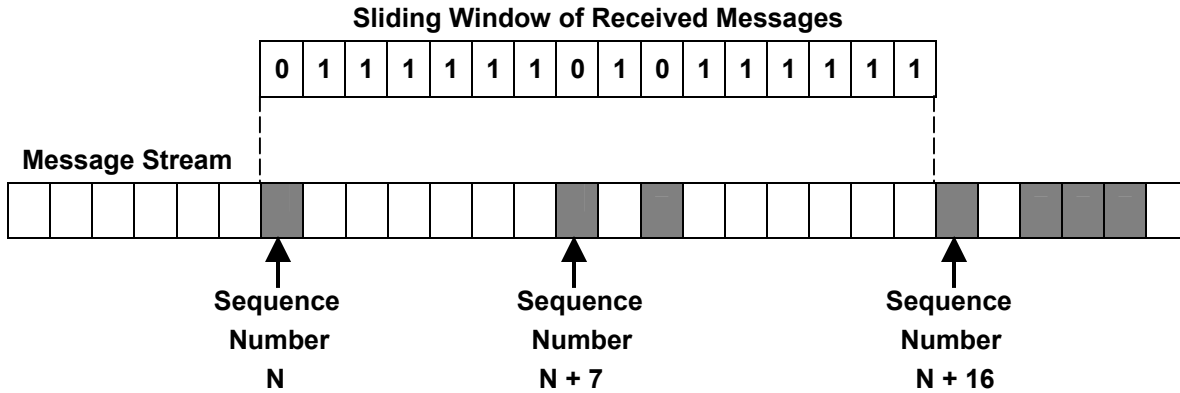 Sliding Window of Received Messages
0 1 1 1 1 1 1 0 1 0 1 1 1 1 1 1
Message Stream
Sequence
Number
N
Sequence
Number
N + 7
Sequence
Number
N + 16